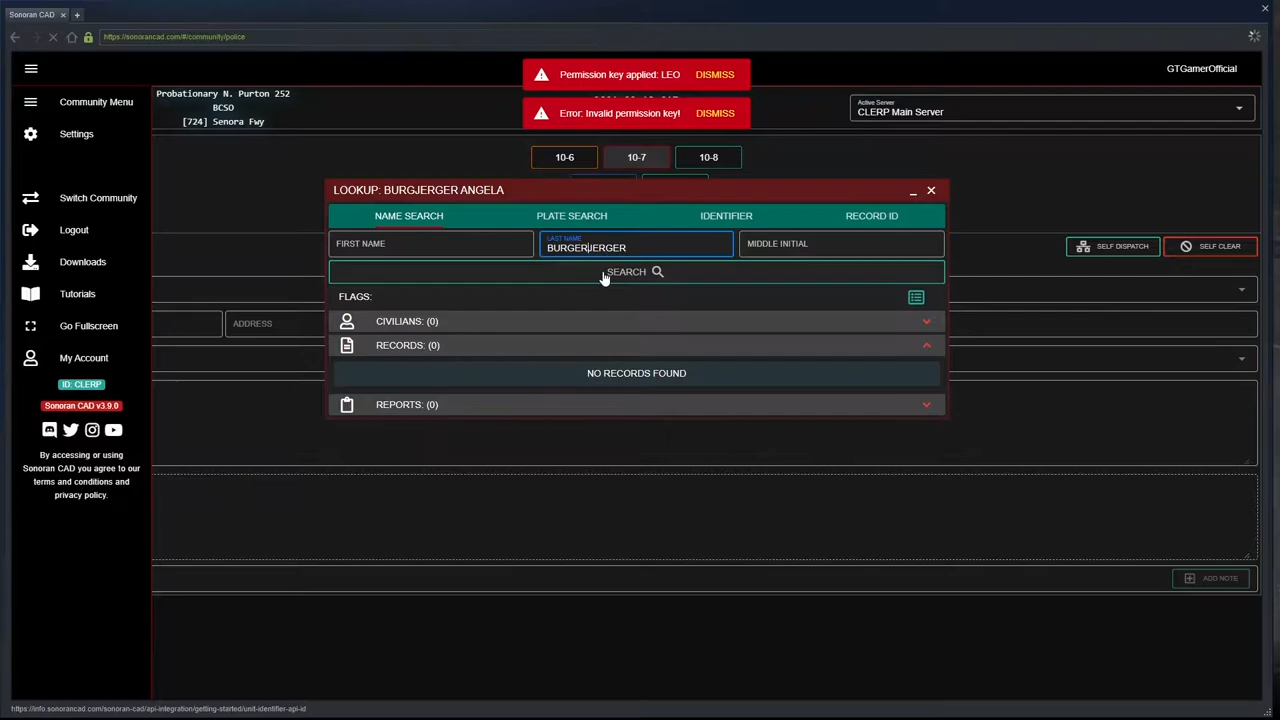 Sonoran CAD
https://sonorancad.com/#/community/police
Permission key applied: LEO DISMISS
Error: Invalid permission key! DISMISS
GTGamerOfficial
Probationary N. Purton 252
BCSO
[724] Senora Fwy
Active Server
CLERP Main Server
Community Menu
Settings
Switch Community
Logout
Downloads
Tutorials
Go Fullscreen
My Account
ID: CLERP
Sonoran CAD v3.9.0
By accessing or using
Sonoran CAD you agree to our
terms and conditions and
privacy policy.
10-6 10-7 10-8
LOOKUP: BURGJERGER ANGELA
NAME SEARCH PLATE SEARCH IDENTIFIER RECORD ID
FIRST NAME
LAST NAME
BURGERJERGER
MIDDLE INITIAL
SEARCH
FLAGS:
CIVILIANS: (0)
RECORDS: (0)
NO RECORDS FOUND
REPORTS: (0)
SELF DISPATCH SELF CLEAR
ADDRESS
ADD NOTE
https://info.sonorancad.com/sonoran-cad/api-integration/getting-started/unit-identifier-api-id